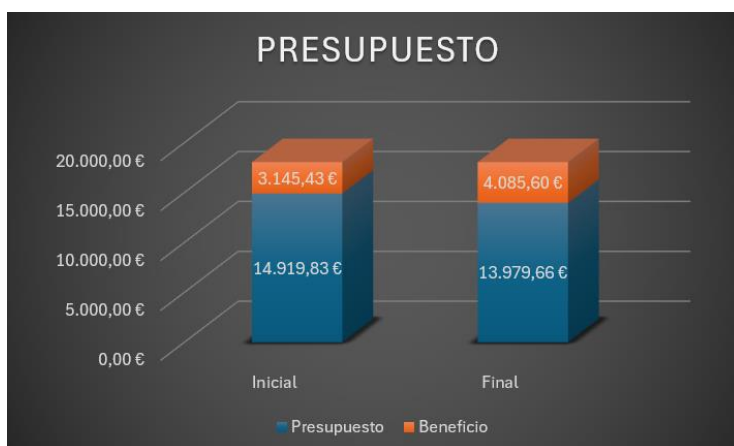 PRESUPUESTO
20.000,00 €
15.000,00 €
10.000,00 €
5.000,00 €
0,00 €
3.145,43 €
4.085,60 €
14.919,83 €
13.979,66 €
Inicial
Final
Presupuesto
Beneficio